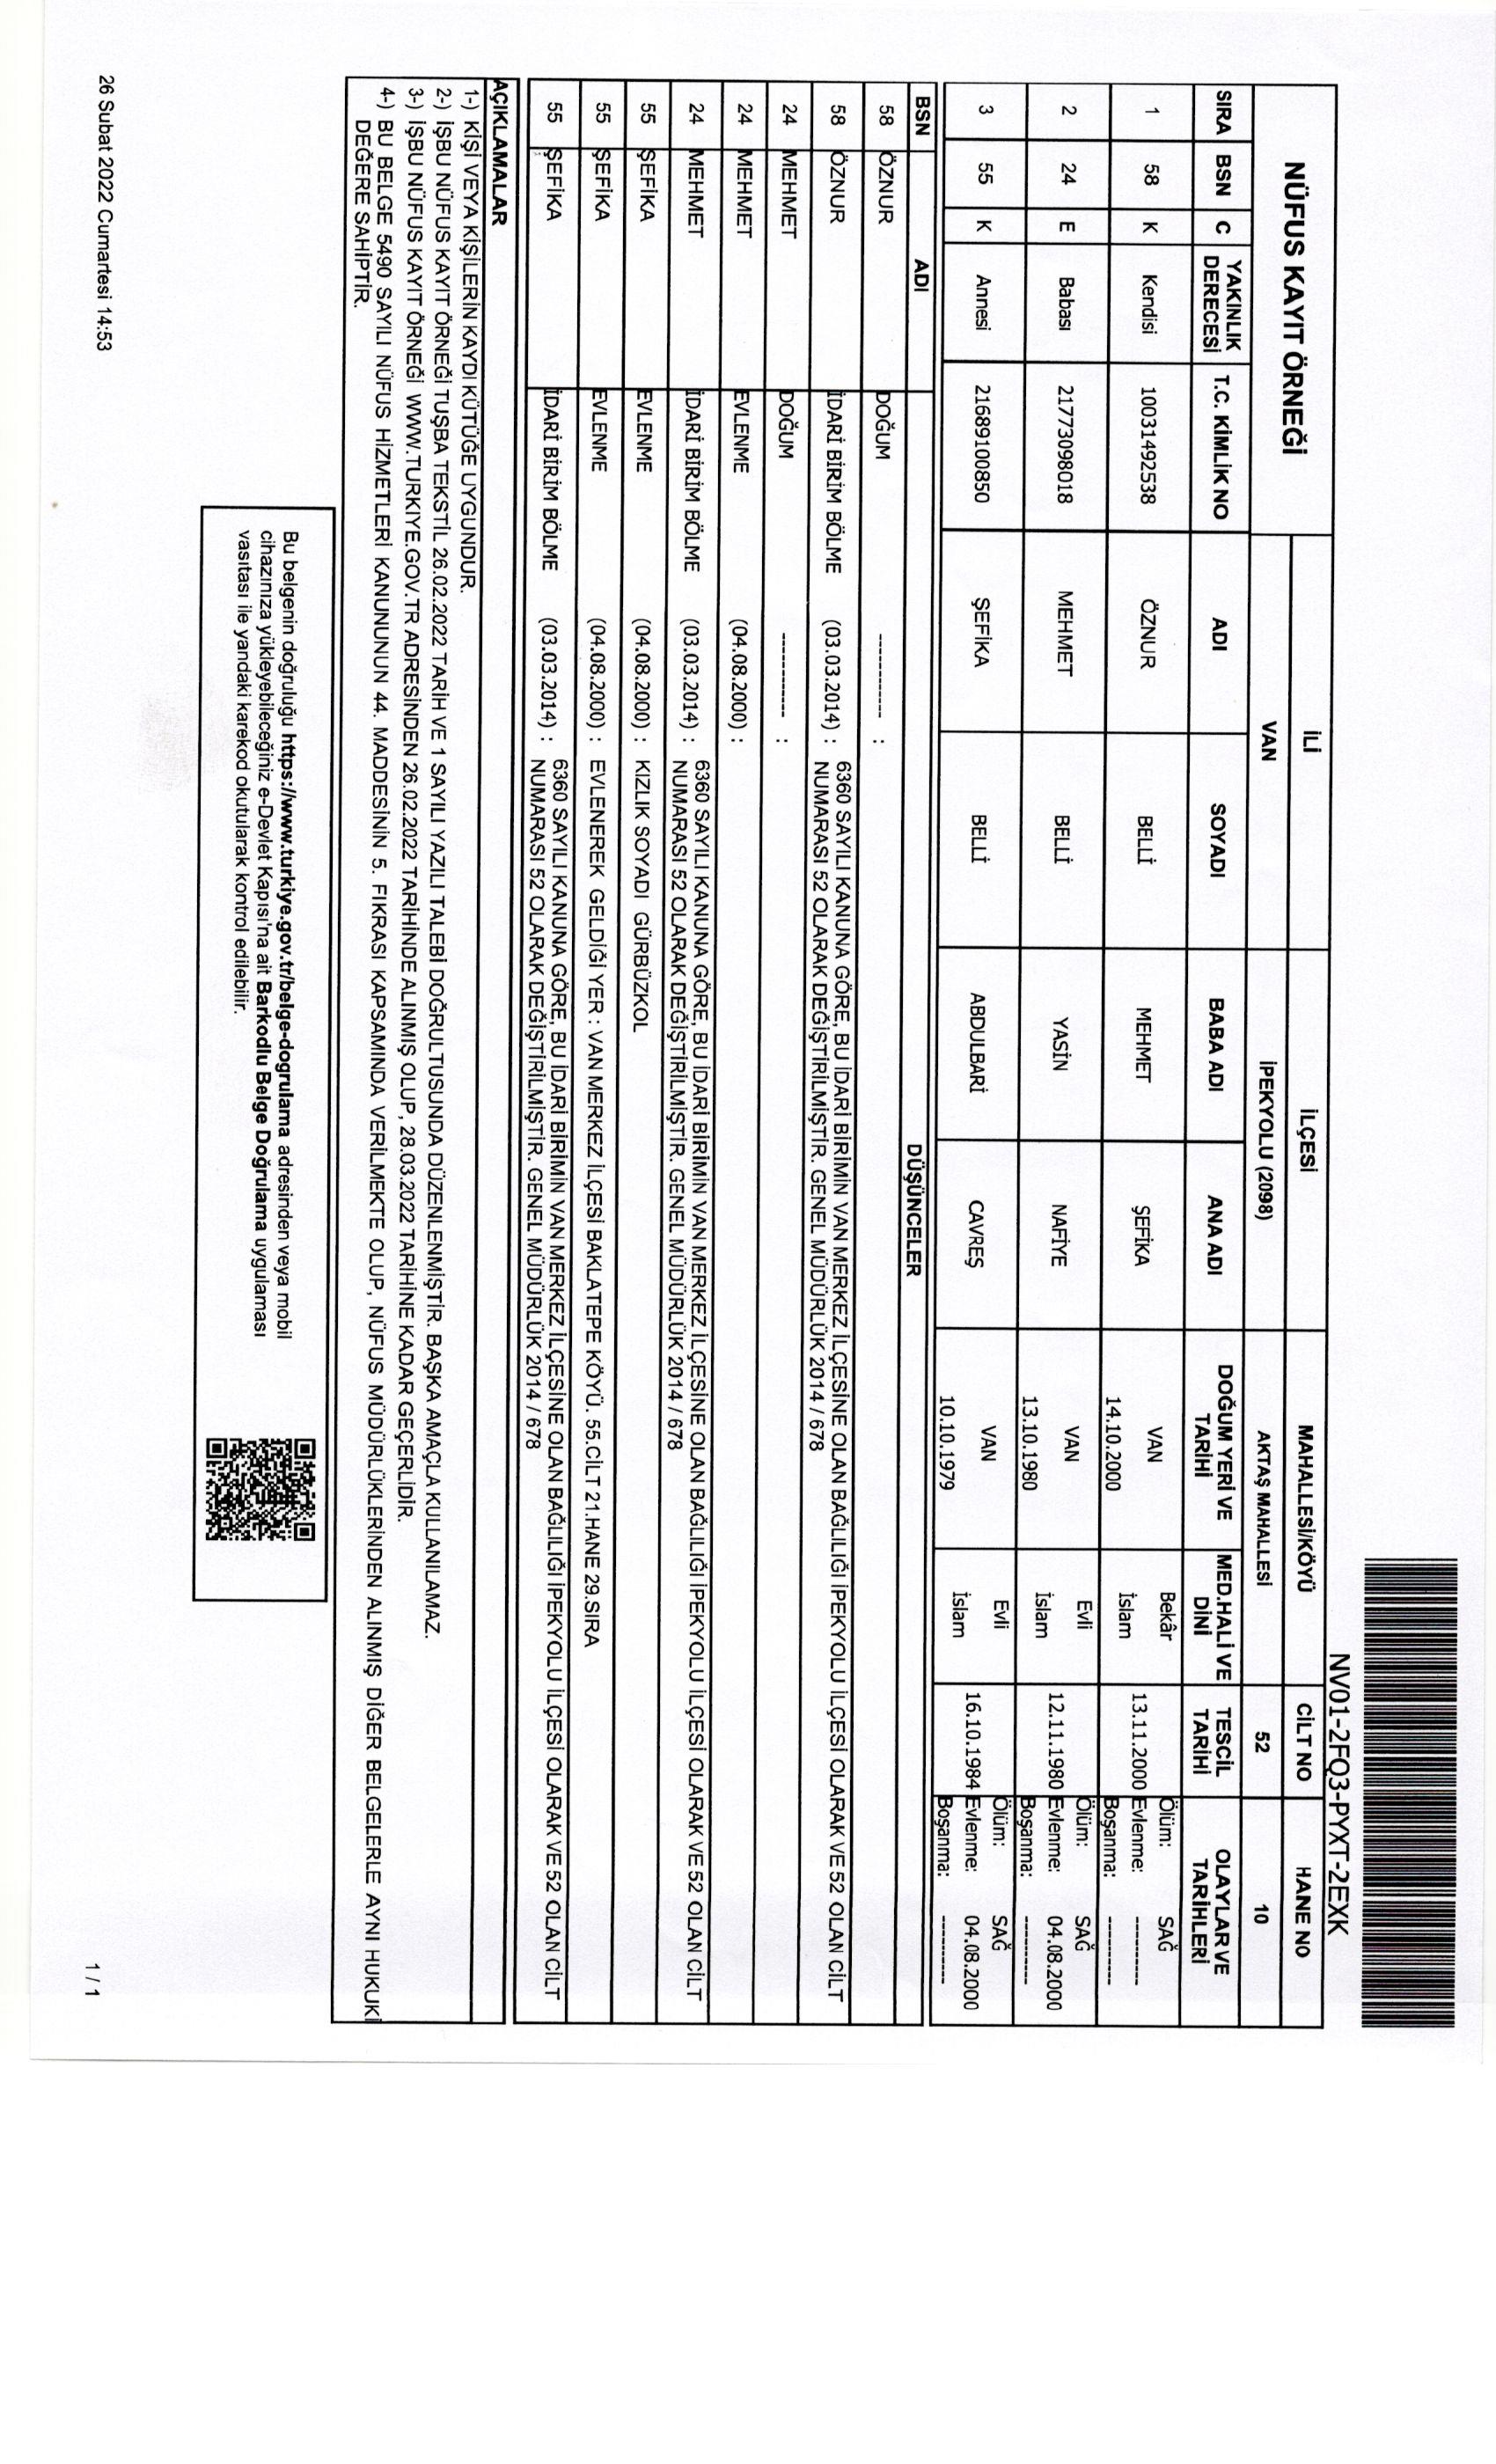 NV01-2FQ3-PYXT-2EXK
NÜFUS KAYIT ÖRNEĞİ
İLİ İLÇESİ MAHALLESİ/KÖYÜ CİLT NO HANE NO
VAN İPEKYOLU (2098) AKTAŞ MAHALLESİ 52 10
SIRA BSN C YAKINLIK DERECESİ T.C. KİMLİK NO ADI SOYADI BABA ADI ANA ADI DOĞUM YERİ VE TARİHİ MED.HALİ VE DİNİ TESCİL TARİHİ OLAYLAR VE TARİHLERİ
1 58 K Kendisi 10031492538 ÖZNUR BELLİ MEHMET ŞEFİKA VAN 14.10.2000 Bekâr İslam 13.11.2000 Ölüm: SAĞ Evlenme: ---------- Boşanma: ----------
2 24 E Babası 21773098018 MEHMET BELLİ YASİN NAFİYE VAN 13.10.1980 Evli İslam 12.11.1980 Ölüm: SAĞ Evlenme: 04.08.2000 Boşanma: ----------
3 55 K Annesi 21689100850 ŞEFİKA BELLİ ABDULBARİ CAVREŞ VAN 10.10.1979 Evli İslam 16.10.1984 Ölüm: SAĞ Evlenme: 04.08.2000 Boşanma: ----------
BSN ADI DÜŞÜNCELER
58 ÖZNUR DOĞUM ---------- :
58 ÖZNUR İDARİ BİRİM BÖLME (03.03.2014) : 6360 SAYILI KANUNA GÖRE, BU İDARİ BİRİMİN VAN MERKEZ İLÇESİNE OLAN BAĞLILIĞI İPEKYOLU İLÇESİ OLARAK VE 52 OLAN CİLT
NUMARASI 52 OLARAK DEĞİŞTİRİLMİŞTİR. GENEL MÜDÜRLÜK 2014 / 678
24 MEHMET DOĞUM ---------- :
24 MEHMET EVLENME (04.08.2000) :
24 MEHMET İDARİ BİRİM BÖLME (03.03.2014) : 6360 SAYILI KANUNA GÖRE, BU İDARİ BİRİMİN VAN MERKEZ İLÇESİNE OLAN BAĞLILIĞI İPEKYOLU İLÇESİ OLARAK VE 52 OLAN CİLT
NUMARASI 52 OLARAK DEĞİŞTİRİLMİŞTİR. GENEL MÜDÜRLÜK 2014 / 678
55 ŞEFİKA EVLENME (04.08.2000) : KIZLIK SOYADI GÜRBÜZKOL
55 ŞEFİKA EVLENME (04.08.2000) : EVLENEREK GELDİĞİ YER : VAN MERKEZ İLÇESİ BAKLATEPE KÖYÜ. 55.CİLT 21.HANE 29.SIRA
55 ŞEFİKA İDARİ BİRİM BÖLME (03.03.2014) : 6360 SAYILI KANUNA GÖRE, BU İDARİ BİRİMİN VAN MERKEZ İLÇESİNE OLAN BAĞLILIĞI İPEKYOLU İLÇESİ OLARAK VE 52 OLAN CİLT
NUMARASI 52 OLARAK DEĞİŞTİRİLMİŞTİR. GENEL MÜDÜRLÜK 2014 / 678
AÇIKLAMALAR
1-) KİŞİ VEYA KİŞİLERİN KAYDI KÜTÜĞE UYGUNDUR.
2-) İŞBU NÜFUS KAYIT ÖRNEĞİ TUŞBA TEKSTİL 26.02.2022 TARİH VE 1 SAYILI YAZILI TALEBİ DOĞRULTUSUNDA DÜZENLENMİŞTİR. BAŞKA AMAÇLA KULLANILAMAZ.
3-) İŞBU NÜFUS KAYIT ÖRNEĞİ WWW.TURKIYE.GOV.TR ADRESİNDEN 26.02.2022 TARİHİNDE ALINMIŞ OLUP, 28.03.2022 TARİHİNE KADAR GEÇERLİDİR.
4-) BU BELGE 5490 SAYILI NÜFUS HİZMETLERİ KANUNUNUN 44. MADDESİNİN 5. FIKRASI KAPSAMINDA VERİLMEKTE OLUP, NÜFUS MÜDÜRLÜKLERİNDEN ALINMIŞ DİĞER BELGELERLE AYNI HUKUKİ
DEĞERE SAHİPTİR.
Bu belgenin doğruluğu https://www.turkiye.gov.tr/belge-dogrulama adresinden veya mobil
cihazınıza yükleyebileceğiniz e-Devlet Kapısı'na ait Barkodlu Belge Doğrulama uygulaması
vasıtası ile yandaki karekod okutularak kontrol edilebilir.
26 Subat 2022 Cumartesi 14:53
1 / 1